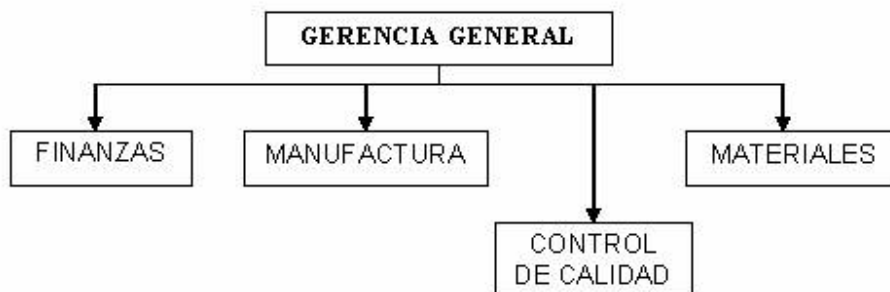 GERENCIA GENERAL
FINANZAS
MANUFACTURA
MATERIALES
CONTROL
DE CALIDAD